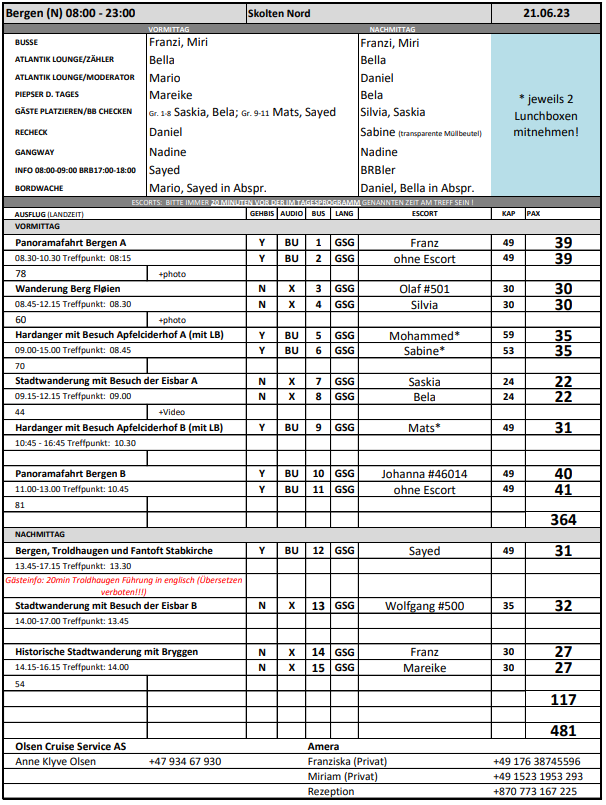 Bergen (N) 08:00 - 23:00 Skolten Nord 21.06.23
VORMITTAG NACHMITTAG
BUSSE Franzi, Miri Franzi, Miri
ATLANTIK LOUNGE/ZÄHLER Bella Bella
ATLANTIK LOUNGE/MODERATOR Mario Daniel
PIEPSER D. TAGES Mareike Bela
GÄSTE PLATZIEREN/BB CHECKEN Gr. 1-8 Saskia, Bela; Gr. 9-11 Mats, Sayed Silvia, Saskia
RECHECK Daniel Sabine (transparente Müllbeutel)
GANGWAY Nadine Nadine
INFO 08:00-09:00 BRB17:00-18:00 Sayed BRBler
BORDWACHE Mario, Sayed in Abspr. Daniel, Bella in Abspr.
* jeweils 2
Lunchboxen
mitnehmen!
ESCORTS: BITTE IMMER 20 MINUTEN VOR DER IM TAGESPROGRAMM GENANNTEN ZEIT AM TREFF SEIN !
AUSFLUG (LANDZEIT) GEHBIS AUDIO BUS LANG ESCORT KAP PAX
VORMITTAG
Panoramafahrt Bergen A Y BU 1 GSG Franz 49 39
08.30-10.30 Treffpunkt: 08:15 Y BU 2 GSG ohne Escort 49 39
78 +photo
Wanderung Berg Fløien N X 3 GSG Olaf #501 30 30
08.45-12.15 Treffpunkt: 08.30 N X 4 GSG Silvia 30 30
60 +photo
Hardanger mit Besuch Apfelciderhof A (mit LB) Y BU 5 GSG Mohammed* 59 35
09.00-15.00 Treffpunkt: 08.45 Y BU 6 GSG Sabine* 53 35
70
Stadtwanderung mit Besuch der Eisbar A N X 7 GSG Saskia 24 22
09.15-12.15 Treffpunkt: 09.00 N X 8 GSG Bela 24 22
44 +Video
Hardanger mit Besuch Apfelciderhof B (mit LB) Y BU 9 GSG Mats* 49 31
10:45 - 16:45 Treffpunkt: 10.30
Panoramafahrt Bergen B Y BU 10 GSG Johanna #46014 49 40
11.00-13.00 Treffpunkt: 10.45 Y BU 11 GSG ohne Escort 49 41
81
364
NACHMITTAG
Bergen, Troldhaugen und Fantoft Stabkirche Y BU 12 GSG Sayed 49 31
13.45-17.15 Treffpunkt: 13.30
Gästeinfo: 20min Troldhaugen Führung in englisch (Übersetzen
verboten!!!)
Stadtwanderung mit Besuch der Eisbar B N X 13 GSG Wolfgang #500 35 32
14.00-17.00 Treffpunkt: 13.45
Historische Stadtwanderung mit Bryggen N X 14 GSG Franz 30 27
14.15-16.15 Treffpunkt: 14.00 N X 15 GSG Mareike 30 27
54
117
481
Olsen Cruise Service AS Amera
Anne Klyve Olsen +47 934 67 930 Franziska (Privat) +49 176 38745596
Miriam (Privat) +49 1523 1953 293
Rezeption +870 773 167 225